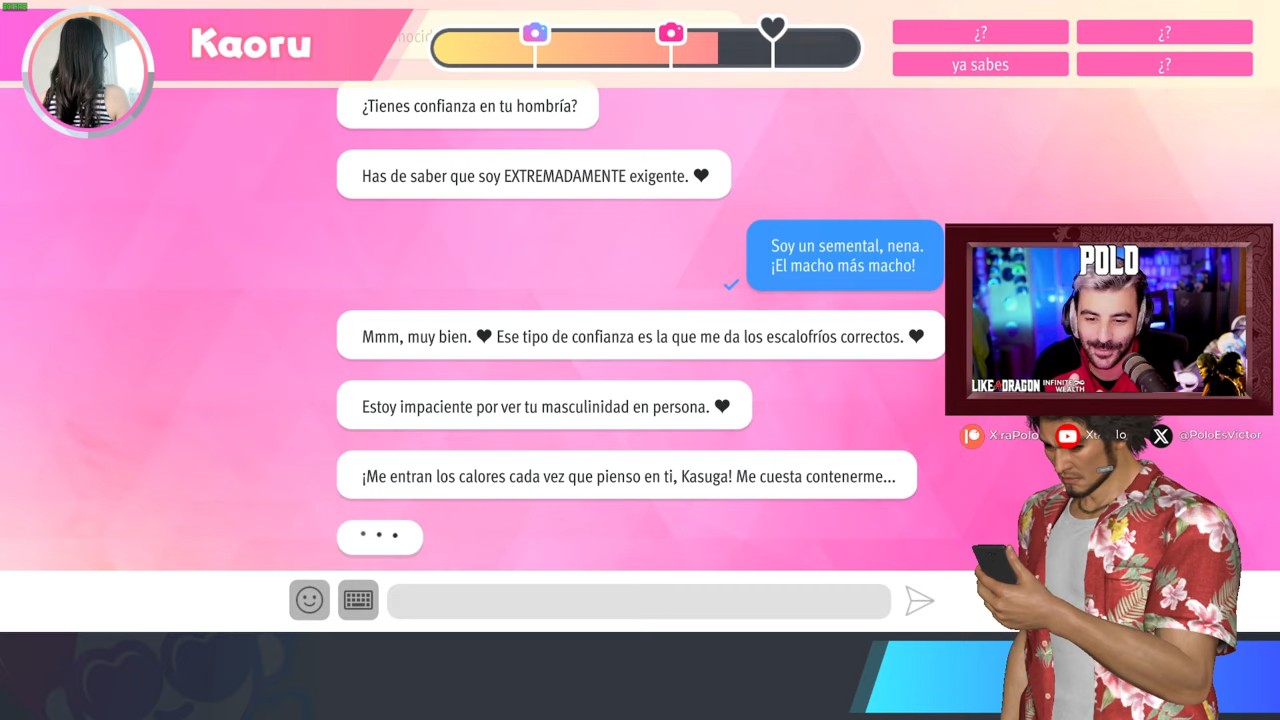 Kaoru
¿?
¿?
ya sabes
¿?
¿Tienes confianza en tu hombría?
Has de saber que soy EXTREMADAMENTE exigente. ❤
Soy un semental, nena.
¡El macho más macho!
Mmm, muy bien. ❤ Ese tipo de confianza es la que me da los escalofríos correctos. ❤
Estoy impaciente por ver tu masculinidad en persona. ❤
¡Me entran los calores cada vez que pienso en ti, Kasuga! Me cuesta contenerme...
POLO
LIKE A DRAGON INFINITE WEALTH
@PoloEsVictor